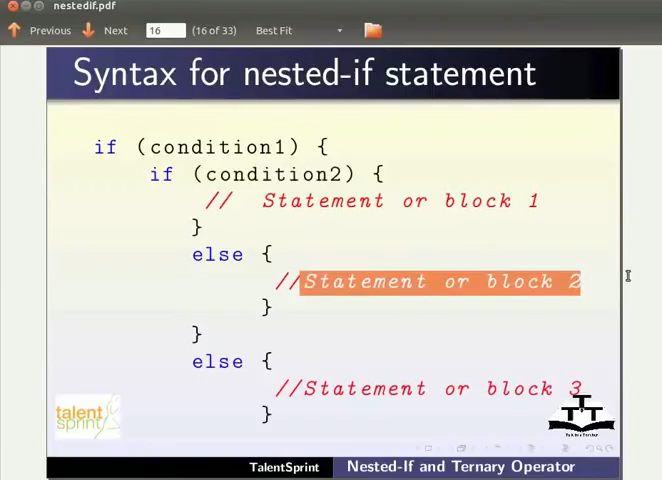 nestedif.pdf
Previous Next 16 (16 of 33) Best Fit
Syntax for nested-if statement
if (condition1) {
if (condition2) {
// Statement or block 1
}
else {
//Statement or block 2
}
}
else {
//Statement or block 3
}
talent
sprint
TalentSprint Nested-If and Ternary Operator